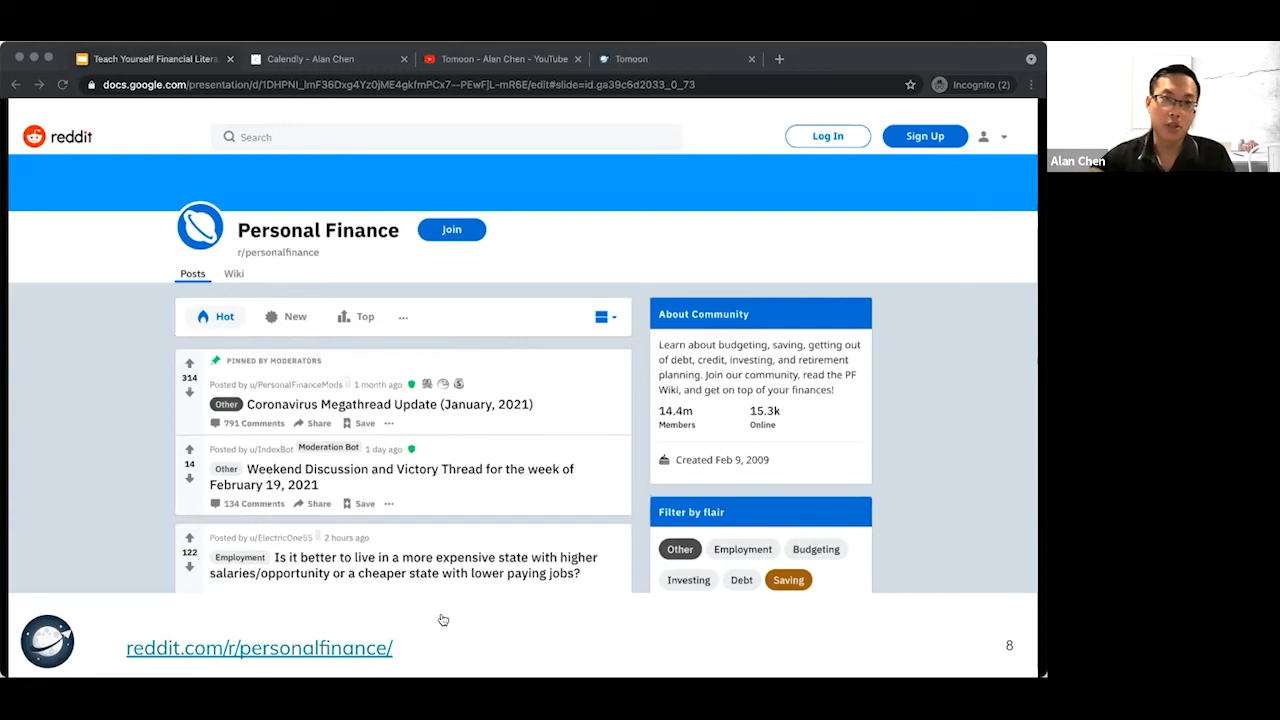 Teach Yourself Financial Litera
Calendly - Alan Chen
Tomoon - Alan Chen - YouTube
Tomoon
docs.google.com/presentation/d/1DHPNI_lmF36Dxg4Yz0jME4gkfmPCx7--PEwFjL-mR6E/edit#slide=id.ga39c6d2033_0_73
Incognito (2)
reddit
Search
Log In
Sign Up
Alan Chen
Personal Finance
Join
r/personalfinance
Posts
Wiki
Hot
New
Top
PINNED BY MODERATORS
314
Posted by u/PersonalFinanceMods 1 month ago
Other Coronavirus Megathread Update (January, 2021)
791 Comments Share Save
14
Posted by u/IndexBot Moderation Bot 1 day ago
Other Weekend Discussion and Victory Thread for the week of
February 19, 2021
134 Comments Share Save
122
Posted by u/ElectricOne55 2 hours ago
Employment Is it better to live in a more expensive state with higher
salaries/opportunity or a cheaper state with lower paying jobs?
About Community
Learn about budgeting, saving, getting out
of debt, credit, investing, and retirement
planning. Join our community, read the PF
Wiki, and get on top of your finances!
14.4m 15.3k
Members Online
Created Feb 9, 2009
Filter by flair
Other Employment Budgeting
Investing Debt Saving
reddit.com/r/personalfinance/
8